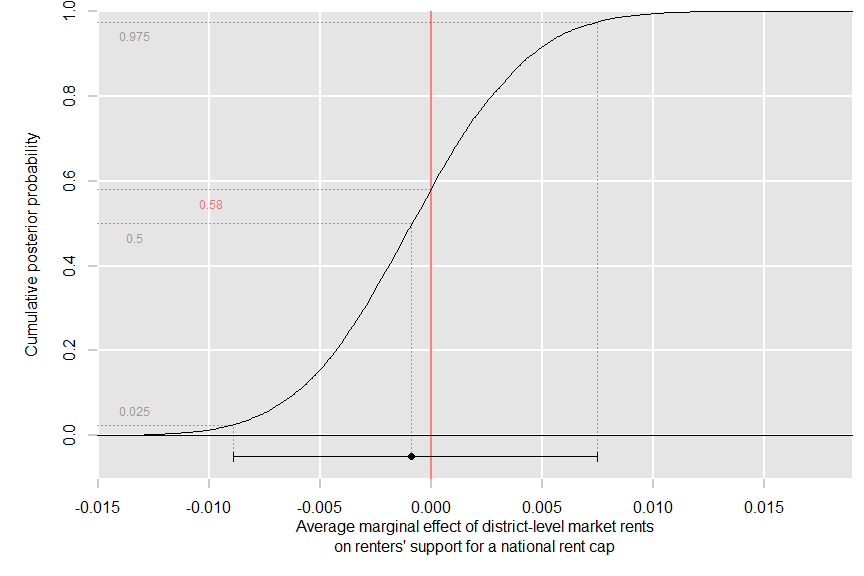 1.0
0.975
0.8
0.6
0.58
0.5
0.4
0.2
0.025
0.0
Cumulative posterior probability
-0.015 -0.010 -0.005 0.000 0.005 0.010 0.015
Average marginal effect of district-level market rents
on renters' support for a national rent cap